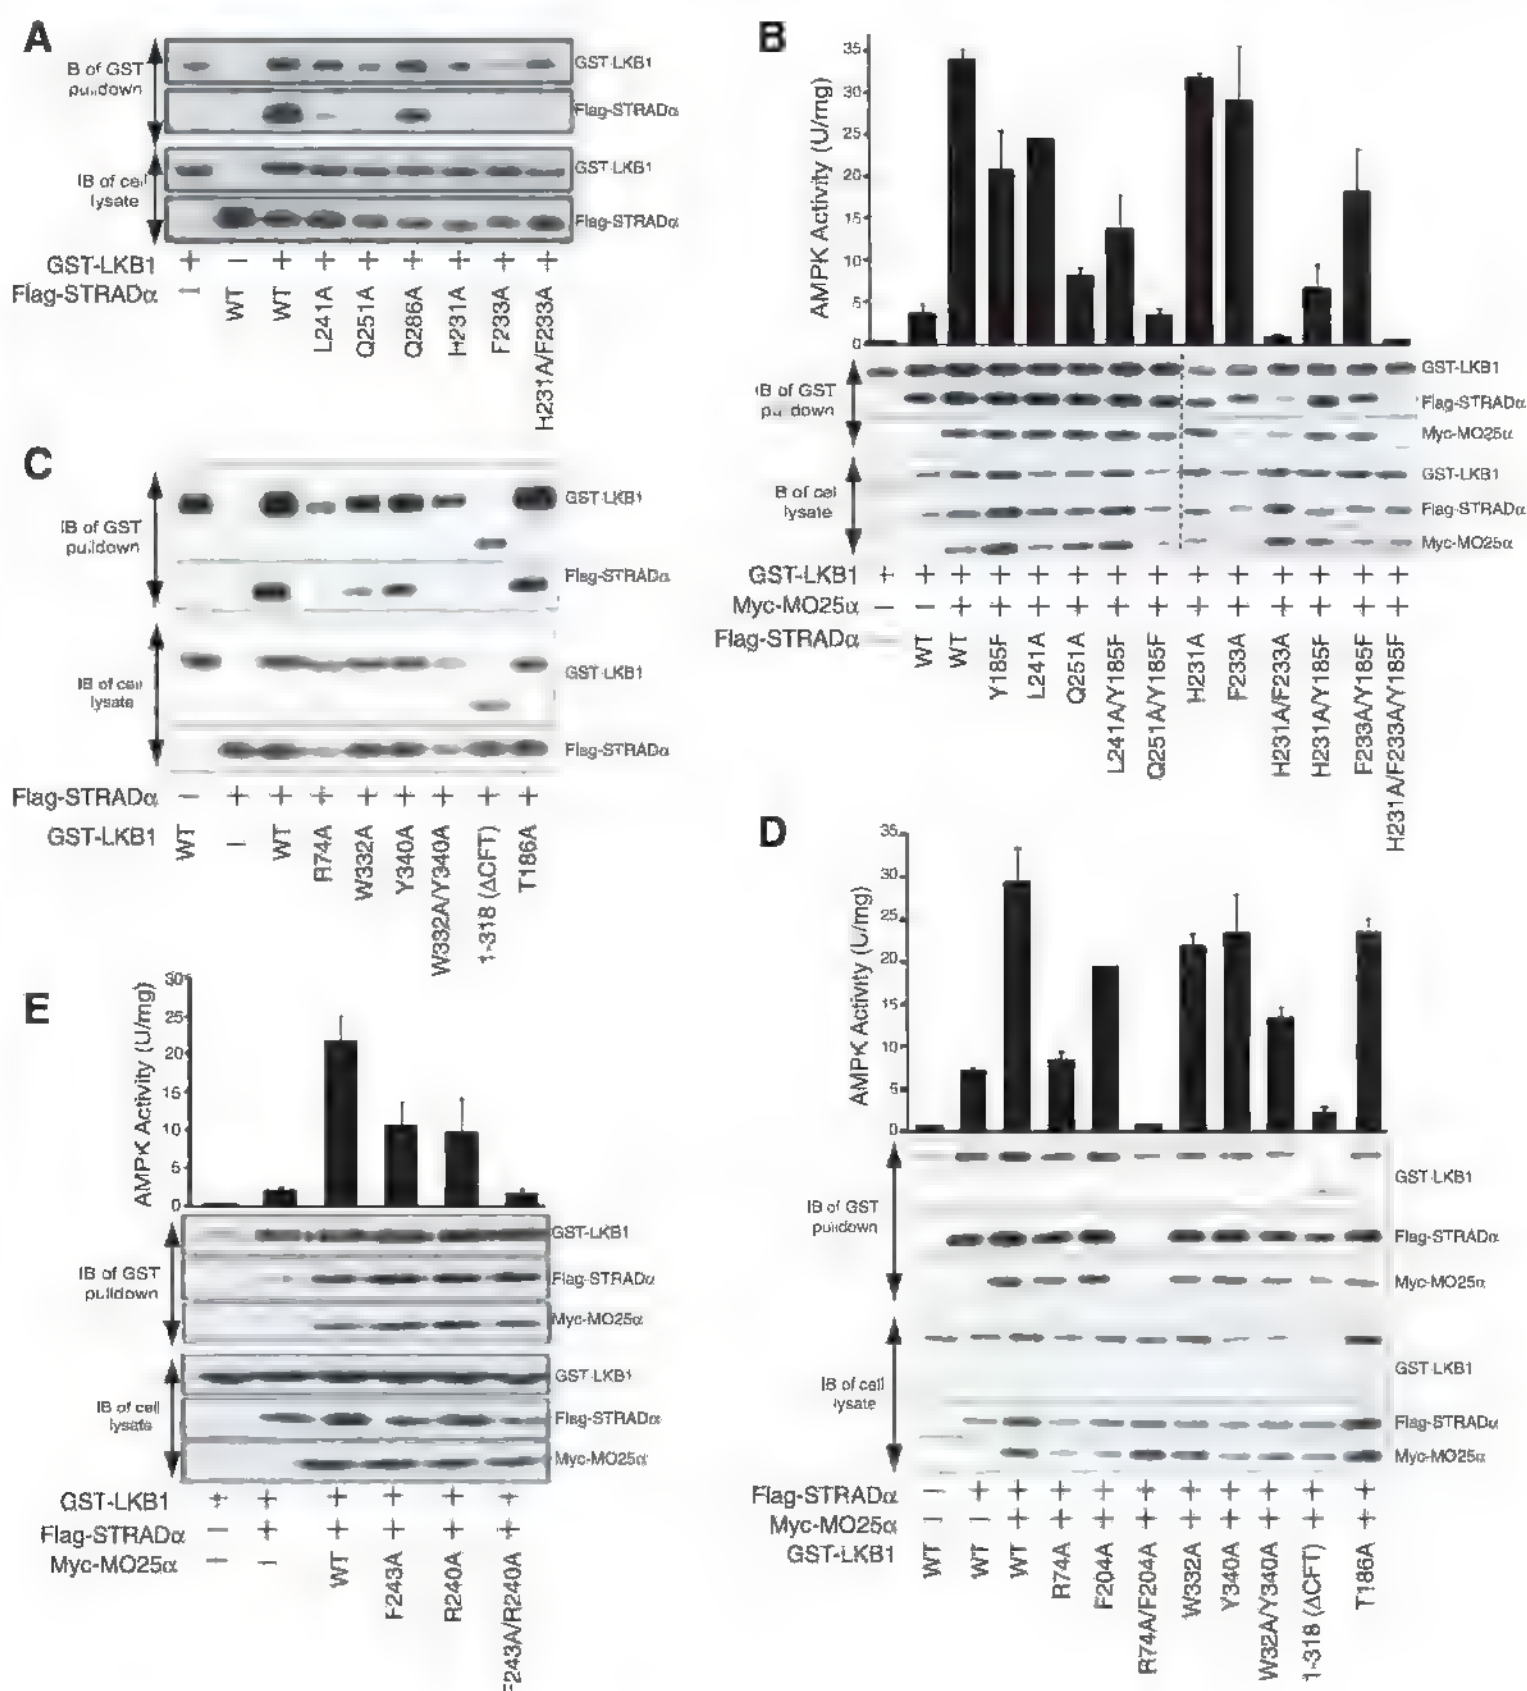 A
B of GST
pulldown
GST-LKB1
Flag-STRADα
IB of cell
lysate
GST-LKB1
Flag-STRADα
GST-LKB1 + − + + + + + + +
Flag-STRADα − WT WT L241A Q251A Q286A H231A F233A H231A/F233A
B
AMPK Activity (U/mg)
35
30
25
20
15
10
5
0
IB of GST
pulldown
GST-LKB1
Flag-STRADα
Myc-MO25α
B of cell
lysate
GST-LKB1
Flag-STRADα
Myc-MO25α
GST-LKB1 + + + + + + + + + + + + + +
Myc-MO25α − − + + + + + + + + + + + +
Flag-STRADα − WT WT Y185F L241A Q251A L241A/Y185F Q251A/Y185F H231A F233A H231A/F233A H231A/Y185F F233A/Y185F H231A/F233A/Y185F
C
IB of GST
pulldown
GST-LKB1
Flag-STRADα
IB of cell
lysate
GST-LKB1
Flag-STRADα
Flag-STRADα − + + + + + + + +
GST-LKB1 WT − WT R74A W332A Y340A W332A/Y340A 1-318 (ΔCFT) T186A
D
AMPK Activity (U/mg)
35
30
25
20
15
10
5
0
IB of GST
pulldown
GST-LKB1
Flag-STRADα
Myc-MO25α
IB of cell
lysate
GST-LKB1
Flag-STRADα
Myc-MO25α
Flag-STRADα − + + + + + + + + + +
Myc-MO25α − − + + + + + + + + +
GST-LKB1 WT WT WT R74A F204A R74A/F204A W332A Y340A W32A/Y340A 1-318 (ΔCFT) T186A
E
AMPK Activity (U/mg)
30
25
20
15
10
5
0
IB of GST
pulldown
GST-LKB1
Flag-STRADα
Myc-MO25α
IB of cell
lysate
GST-LKB1
Flag-STRADα
Myc-MO25α
GST-LKB1 + + + + + +
Flag-STRADα − + + + + +
Myc-MO25α − − WT F243A R240A F243A/R240A